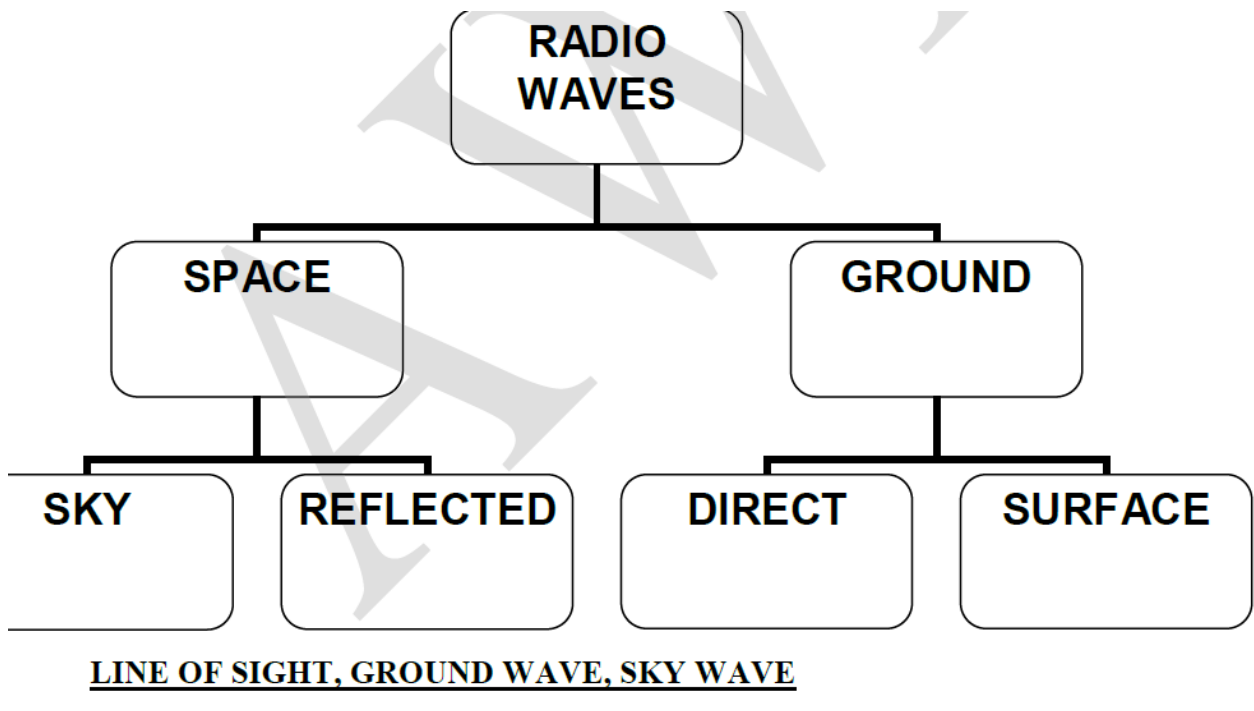 RADIO
WAVES
SPACE
GROUND
SKY
REFLECTED
DIRECT
SURFACE
LINE OF SIGHT, GROUND WAVE, SKY WAVE